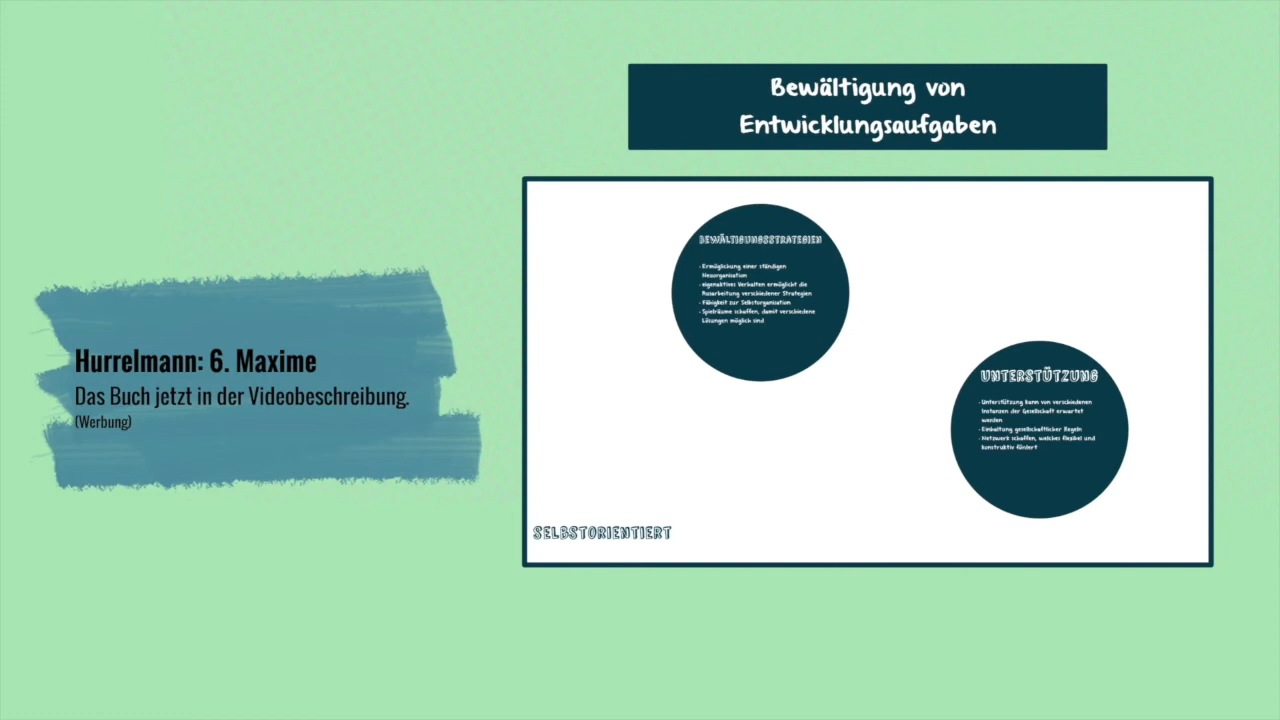 Bewältigung von
Entwicklungsaufgaben
Hurrelmann: 6. Maxime
Das Buch jetzt in der Videobeschreibung.
(Werbung)
BEWÄLTIGUNGSSTRATEGIEN
- Ermöglichung einer ständigen
Neuorganisation
- eigenaktives Verhalten ermöglicht die
Ausarbeitung verschiedener Strategien
- Fähigkeit zur Selbstorganisation
- Spielräume schaffen, damit verschiedene
Lösungen möglich sind
UNTERSTÜTZUNG
- Unterstützung kann von verschiedenen
Instanzen der Gesellschaft erwartet
werden
- Einhaltung gesellschaftlicher Regeln
- Netzwerk schaffen, welches flexibel und
konstruktiv fördert
SELBSTORIENTIERT